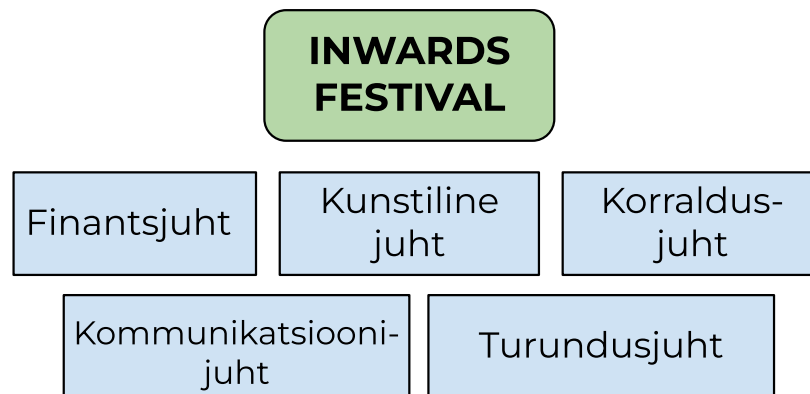 INWARDS
FESTIVAL
Finantsjuht
Kunstiline
juht
Korraldus-
juht
Kommunikatsiooni-
juht
Turundusjuht